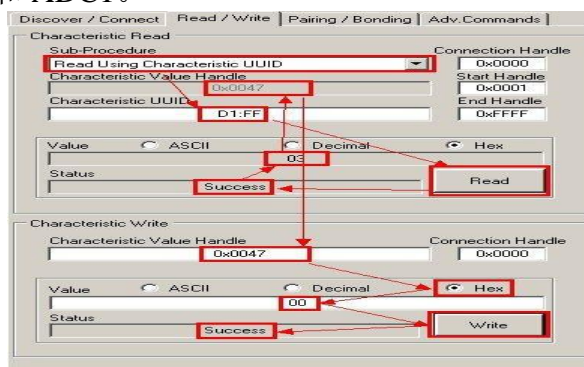 Discover / Connect Read / Write Pairing / Bonding Adv.Commands
Characteristic Read
Sub-Procedure Connection Handle
Read Using Characteristic UUID 0x0000
Characteristic Value Handle Start Handle
0x0047 0x0001
Characteristic UUID End Handle
D1:FF 0xFFFF
Value ASCII Decimal Hex
03
Status Read
Success
Characteristic Write
Characteristic Value Handle Connection Handle
0x0047 0x0000
Value ASCII Decimal Hex
00
Status Write
Success